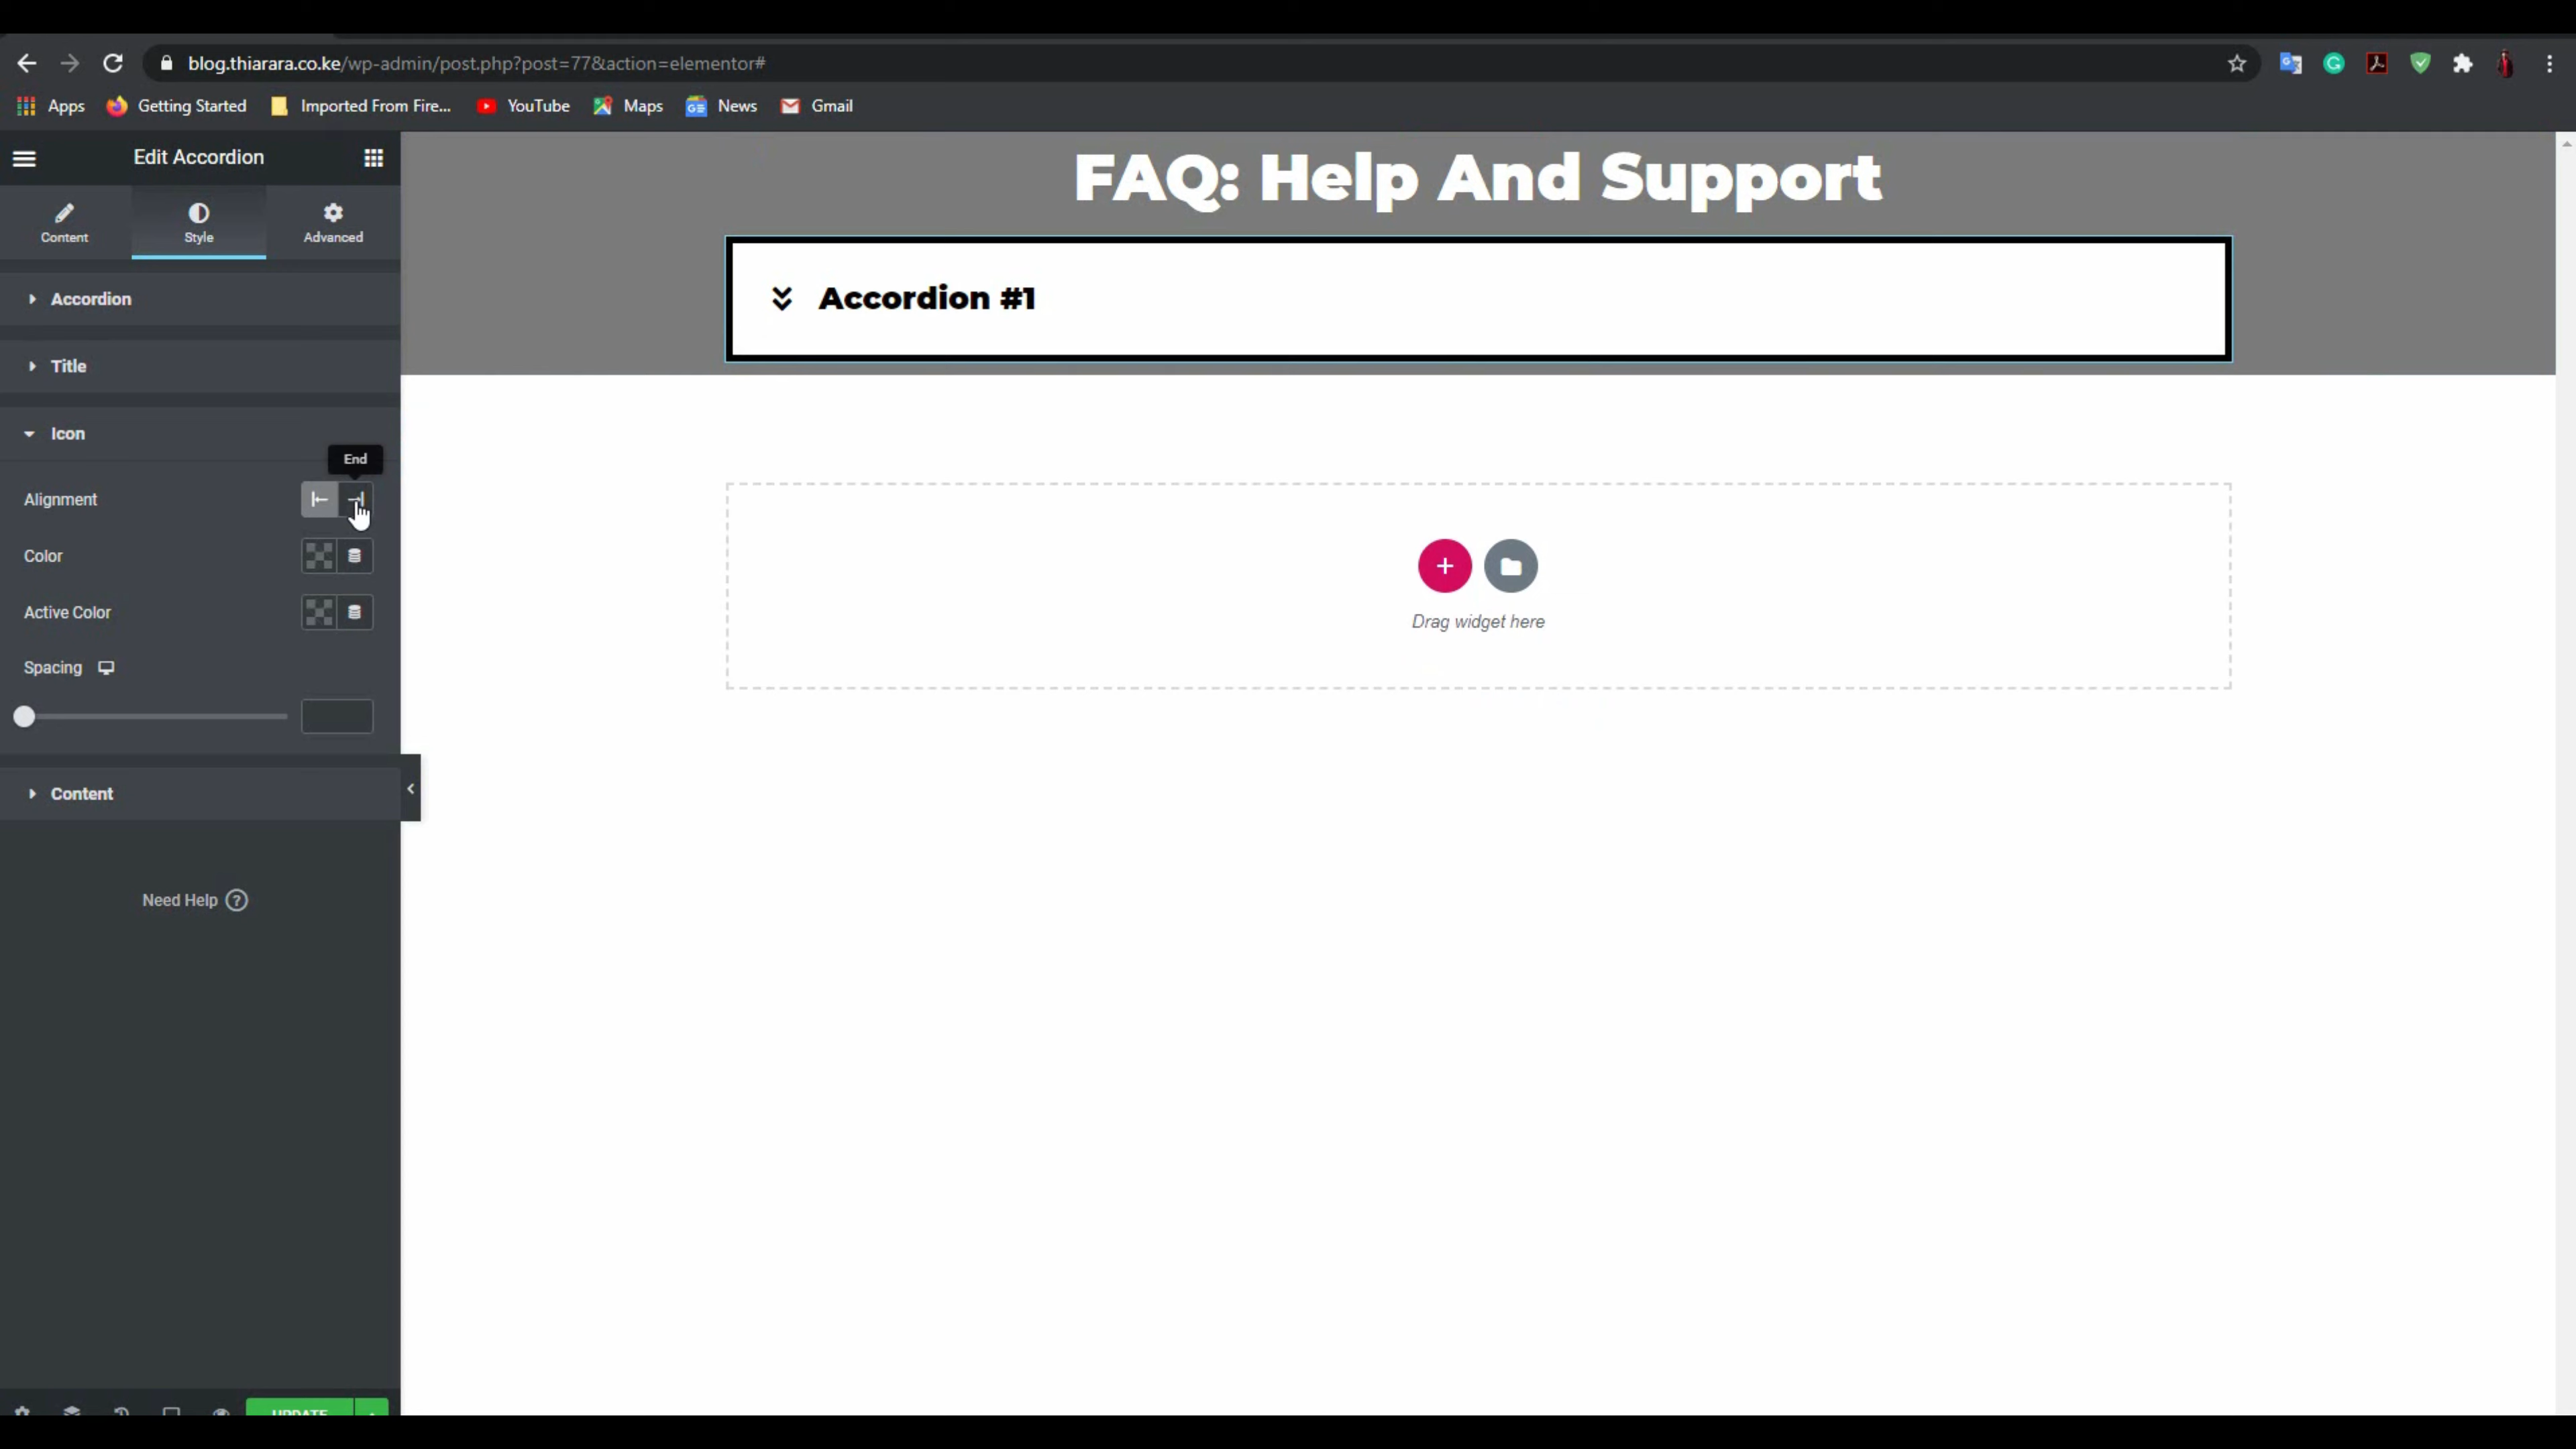 blog.thiarara.co.ke/wp-admin/post.php?post=77&action=elementor#
Apps Getting Started Imported From Fire... YouTube Maps News Gmail
Edit Accordion
Content Style Advanced
Accordion
Title
Icon
End
Alignment
Color
Active Color
Spacing
Content
Need Help ?
UPDATE
FAQ: Help And Support
Accordion #1
Drag widget here